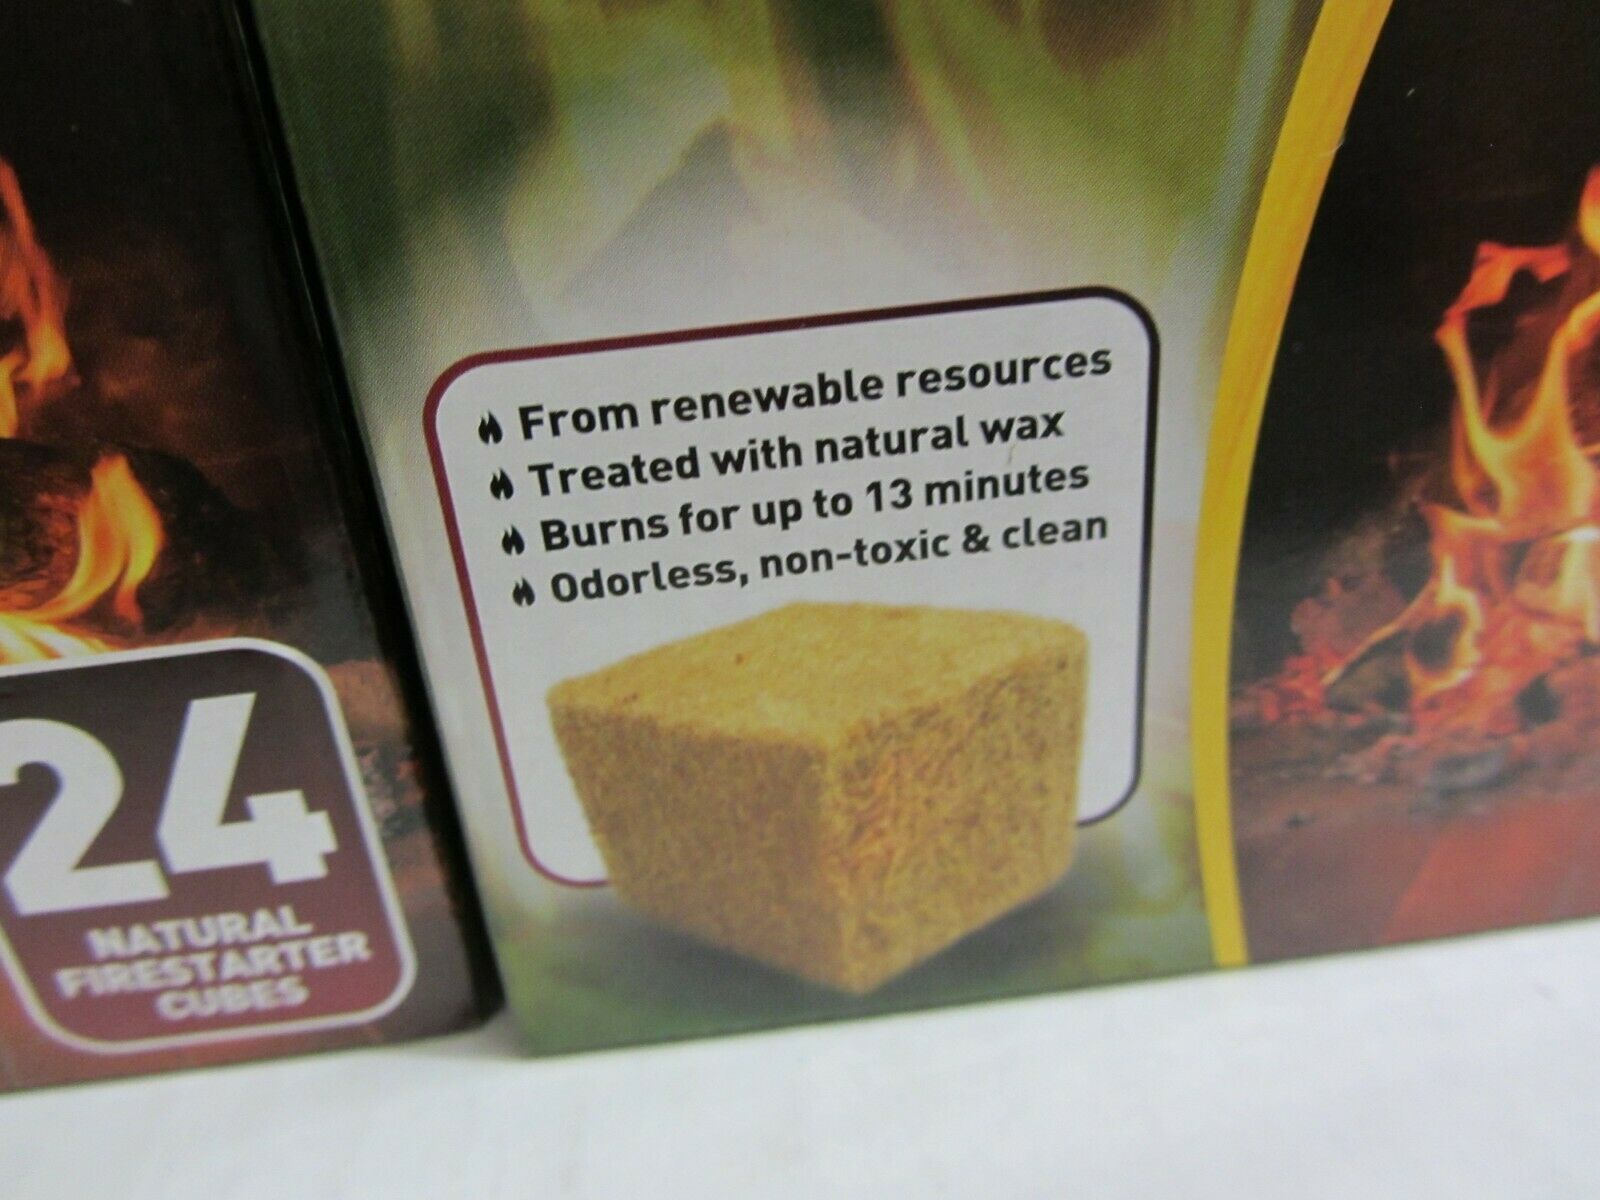 From renewable resources
Treated with natural wax
Burns for up to 13 minutes
Odorless, non-toxic & clean
24
NATURAL
FIRESTARTER
CUBES